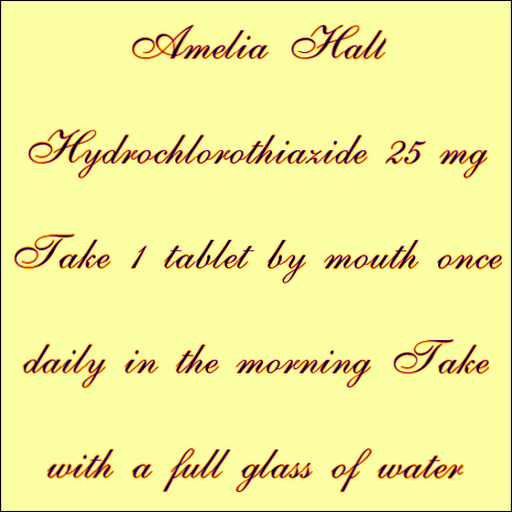 Amelia Halt
Hydrochlorothiazide 25 mg
Take 1 tablet by mouth once
daily in the morning Take
with a full glass of water